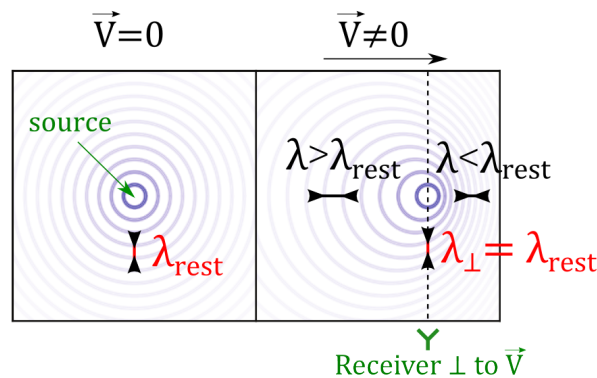 V⃗=0
V⃗≠0
source
λ>λrest
λ<λrest
λrest
λ⊥= λrest
Receiver ⊥ to V⃗